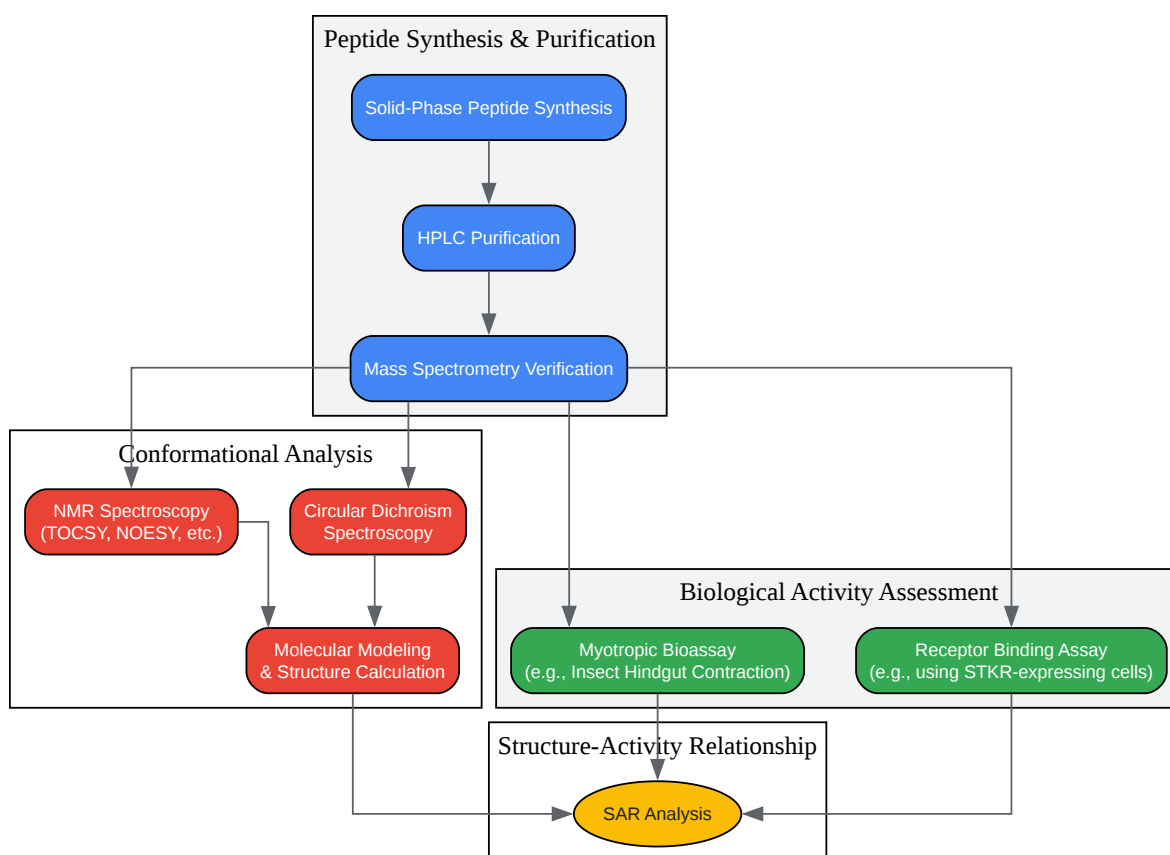 Peptide Synthesis & Purification
Solid-Phase Peptide Synthesis
HPLC Purification
Mass Spectrometry Verification
Conformational Analysis
NMR Spectroscopy
(TOCSY, NOESY, etc.)
Circular Dichroism
Spectroscopy
Molecular Modeling
& Structure Calculation
Biological Activity Assessment
Myotropic Bioassay
(e.g., Insect Hindgut Contraction)
Receptor Binding Assay
(e.g., using STKR-expressing cells)
Structure-Activity Relationship
SAR Analysis